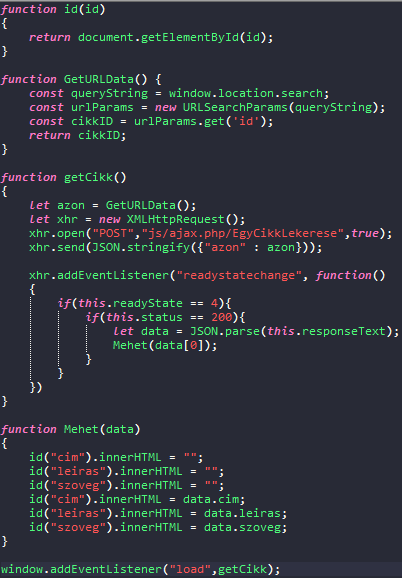 function id(id)
{
    return document.getElementById(id);
}

function GetURLData() {
    const queryString = window.location.search;
    const urlParams = new URLSearchParams(queryString);
    const cikkID = urlParams.get('id');
    return cikkID;
}

function getCikk()
{
    let azon = GetURLData();
    let xhr = new XMLHttpRequest();
    xhr.open("POST","js/ajax.php/EgyCikkLekerese",true);
    xhr.send(JSON.stringify({"azon" : azon}));

    xhr.addEventListener("readystatechange", function()
    {
        if(this.readyState == 4){
            if(this.status == 200){
                let data = JSON.parse(this.responseText);
                Mehet(data[0]);
            }
        }
    })
}

function Mehet(data)
{
    id("cim").innerHTML = "";
    id("leiras").innerHTML = "";
    id("szoveg").innerHTML = "";
    id("cim").innerHTML = data.cim;
    id("leiras").innerHTML = data.leiras;
    id("szoveg").innerHTML = data.szoveg;
}

window.addEventListener("load",getCikk);